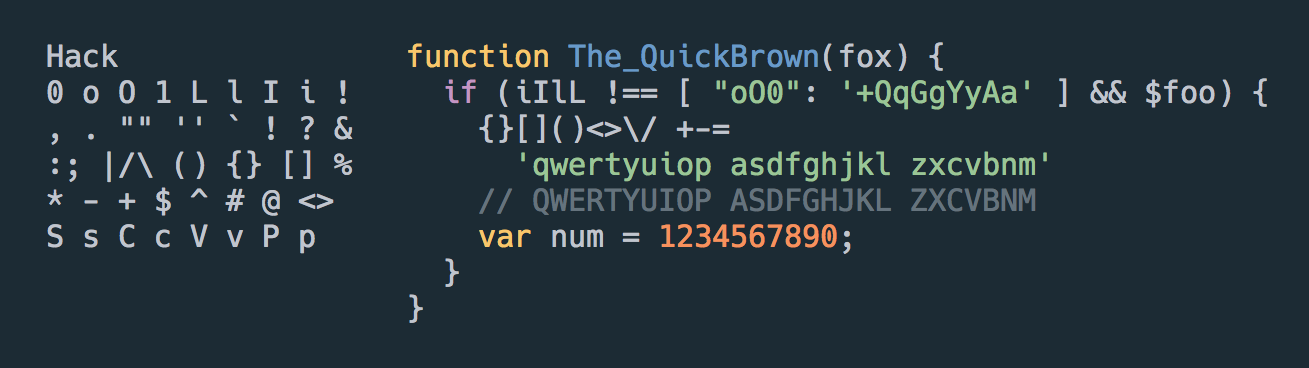 Hack
0 o O 1 L l I i !
, . "" '' ` ! ? &
:; |/\ () {} [] %
* - + $ ^ # @ <>
S s C c V v P p
function The_QuickBrown(fox) {
  if (iIlL !== [ "oO0": '+QqGgYyAa' ] && $foo) {
    {}[]()<>\/ +-=
      'qwertyuiop asdfghjkl zxcvbnm'
    // QWERTYUIOP ASDFGHJKL ZXCVBNM
    var num = 1234567890;
  }
}